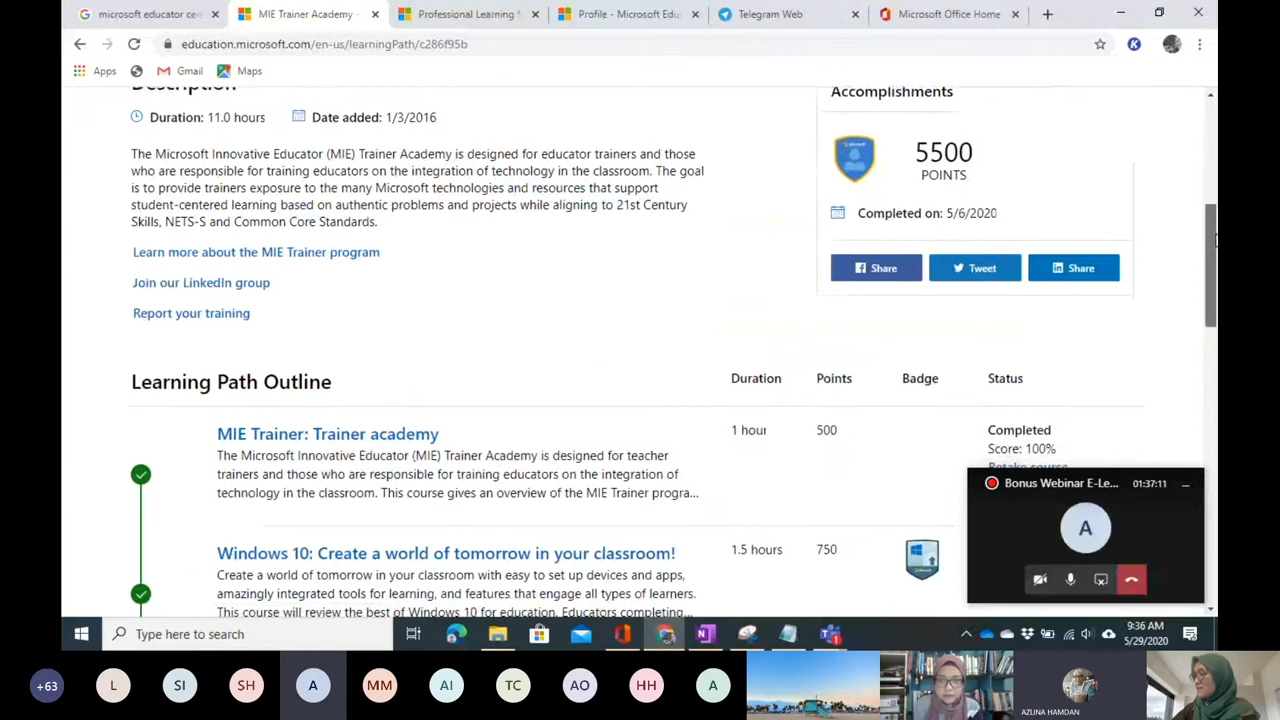 microsoft educator cen
MIE Trainer Academy -
Professional Learning f
Profile - Microsoft Edu
Telegram Web
Microsoft Office Home
education.microsoft.com/en-us/learningPath/c286f95b
Apps
Gmail
Maps
Description
Duration: 11.0 hours
Date added: 1/3/2016
The Microsoft Innovative Educator (MIE) Trainer Academy is designed for educator trainers and those
who are responsible for training educators on the integration of technology in the classroom. The goal
is to provide trainers exposure to the many Microsoft technologies and resources that support
student-centered learning based on authentic problems and projects while aligning to 21st Century
Skills, NETS-S and Common Core Standards.
Learn more about the MIE Trainer program
Join our LinkedIn group
Report your training
Accomplishments
5500
POINTS
Completed on: 5/6/2020
Share
Tweet
Share
Learning Path Outline
Duration
Points
Badge
Status
MIE Trainer: Trainer academy
The Microsoft Innovative Educator (MIE) Trainer Academy is designed for teacher
trainers and those who are responsible for training educators on the integration of
technology in the classroom. This course gives an overview of the MIE Trainer progra...
1 hour
500
Completed
Score: 100%
Retake course
Windows 10: Create a world of tomorrow in your classroom!
Create a world of tomorrow in your classroom with easy to set up devices and apps,
amazingly integrated tools for learning, and features that engage all types of learners.
This course will review the best of Windows 10 for education. Educators completing...
1.5 hours
750
Bonus Webinar E-Le...
01:37:11
A
Type here to search
9:36 AM
5/29/2020
+63
L
SI
SH
A
MM
AI
TC
AO
HH
A
AZLINA HAMDAN